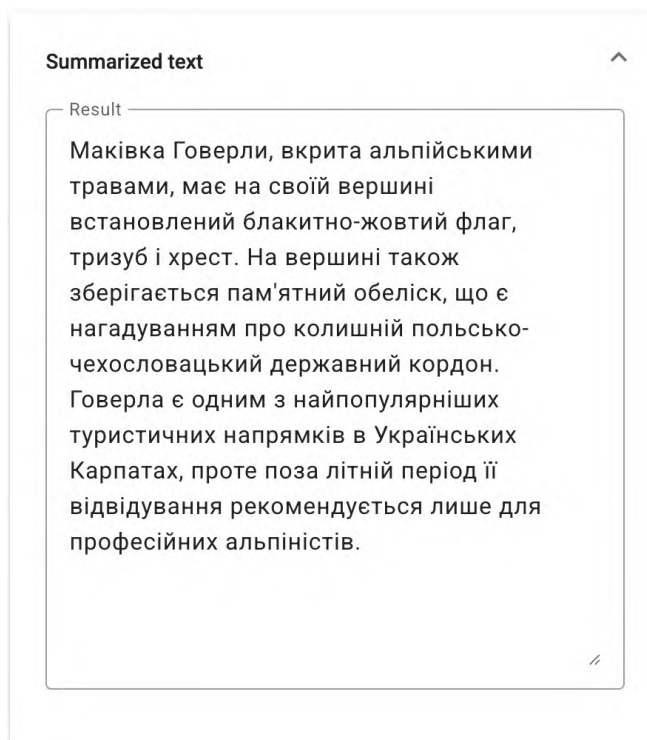 Summarized text
Result
Маківка Говерли, вкрита альпійськими
травами, має на своїй вершині
встановлений блакитно-жовтий флаг,
тризуб і хрест. На вершині також
зберігається пам'ятний обеліск, що є
нагадуванням про колишній польсько-
чехословацький державний кордон.
Говерла є одним з найпопулярніших
туристичних напрямків в Українських
Карпатах, проте поза літній період її
відвідування рекомендується лише для
професійних альпіністів.